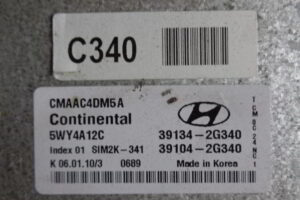 C340
CMAAC4DM5A
Continental
5WY4A12C 39134-2G340
Index 01 SIM2K-341 39104-2G340
K 06.01.10/3 0689 Made in Korea